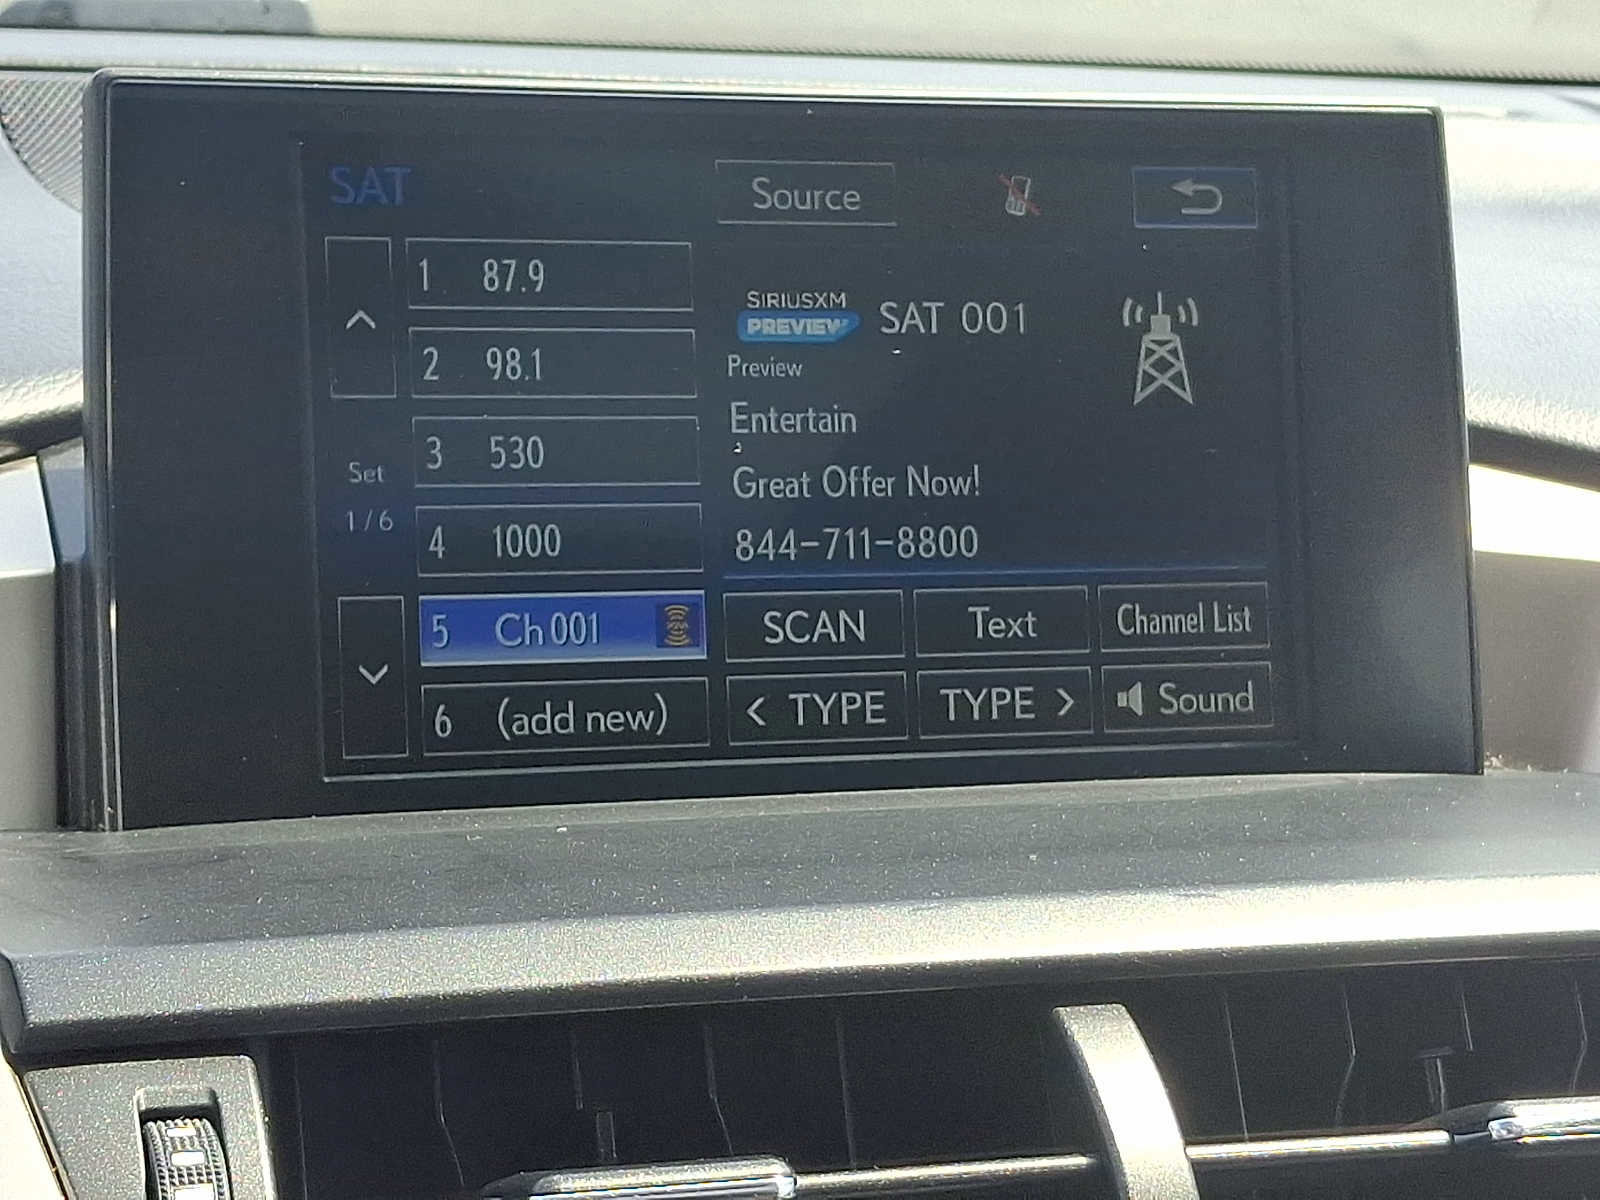 SAT
Source
1 87.9
2 98.1
3 530
4 1000
5 Ch 001
6 (add new)
Set
1/6
SIRIUSXM
PREVIEW
SAT 001
Preview
Entertain
Great Offer Now!
844-711-8800
SCAN
Text
Channel List
< TYPE
TYPE >
Sound